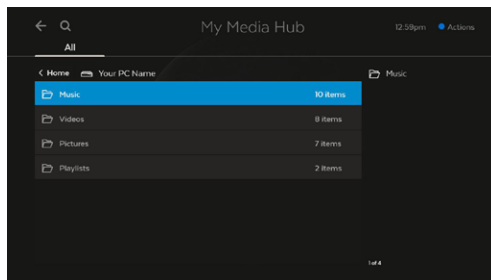 My Media Hub
12.59pm
Actions
All
Home
Your PC Name
Music
Music
10 items
Videos
8 items
Pictures
7 items
Playlists
2 items
1 of 4